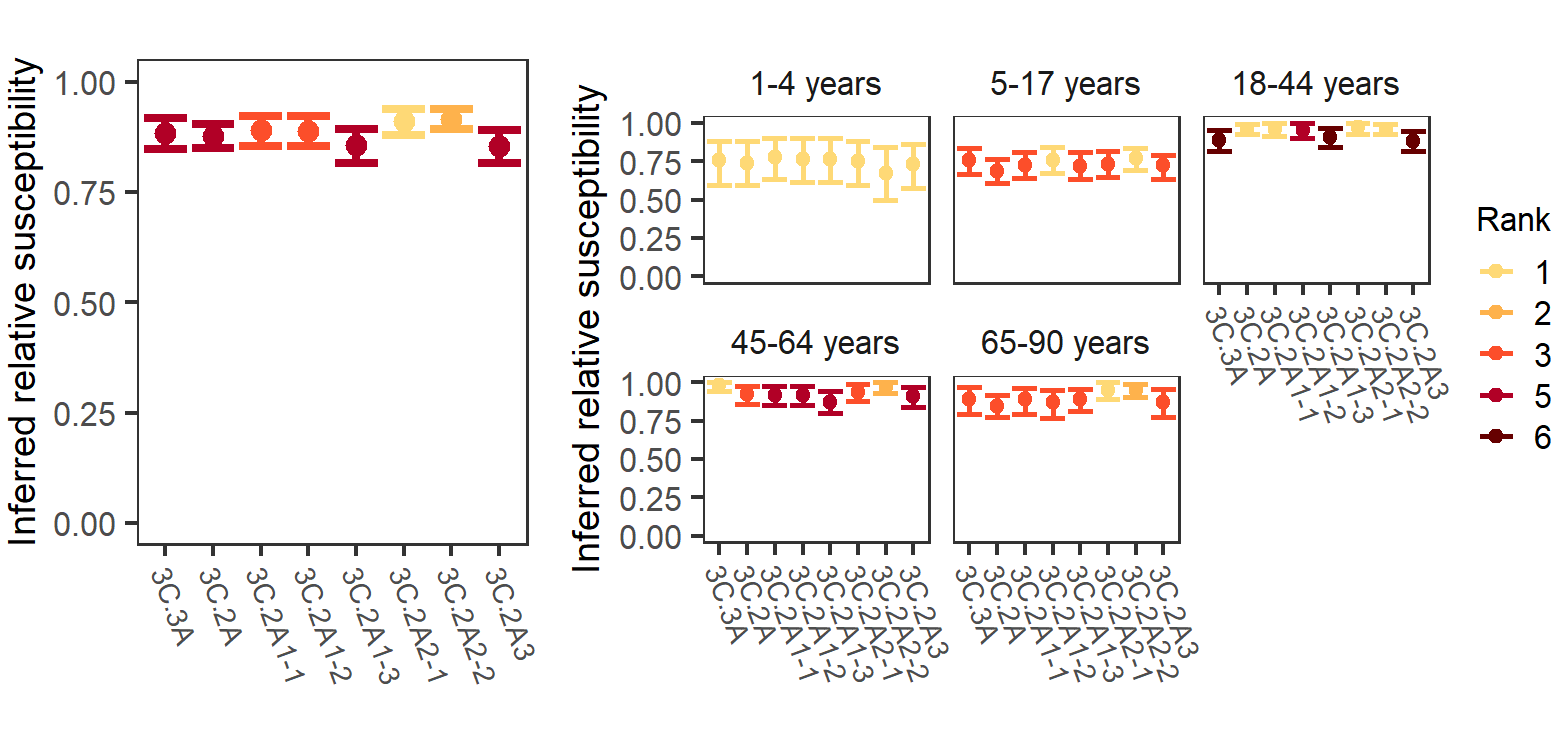 Inferred relative susceptibility
1.00
0.75
0.50
0.25
0.00
3C.3A
3C.2A
3C.2A1-1
3C.2A1-2
3C.2A1-3
3C.2A2-1
3C.2A2-2
3C.2A3
Inferred relative susceptibility
1-4 years
5-17 years
18-44 years
1.00
0.75
0.50
0.25
0.00
3C.3A
3C.2A
3C.2A1-1
3C.2A1-2
3C.2A1-3
3C.2A2-1
3C.2A2-2
3C.2A3
45-64 years
65-90 years
1.00
0.75
0.50
0.25
0.00
3C.3A
3C.2A
3C.2A1-1
3C.2A1-2
3C.2A1-3
3C.2A2-1
3C.2A2-2
3C.2A3
3C.3A
3C.2A
3C.2A1-1
3C.2A1-2
3C.2A1-3
3C.2A2-1
3C.2A2-2
3C.2A3
Rank
1
2
3
5
6